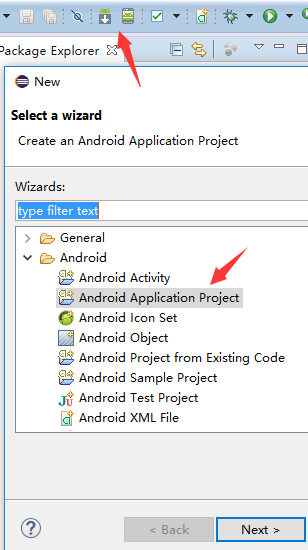 Package Explorer
New
Select a wizard
Create an Android Application Project
Wizards:
type filter text
General
Android
Android Activity
Android Application Project
Android Icon Set
Android Object
Android Project from Existing Code
Android Sample Project
Android Test Project
Android XML File
< Back
Next >